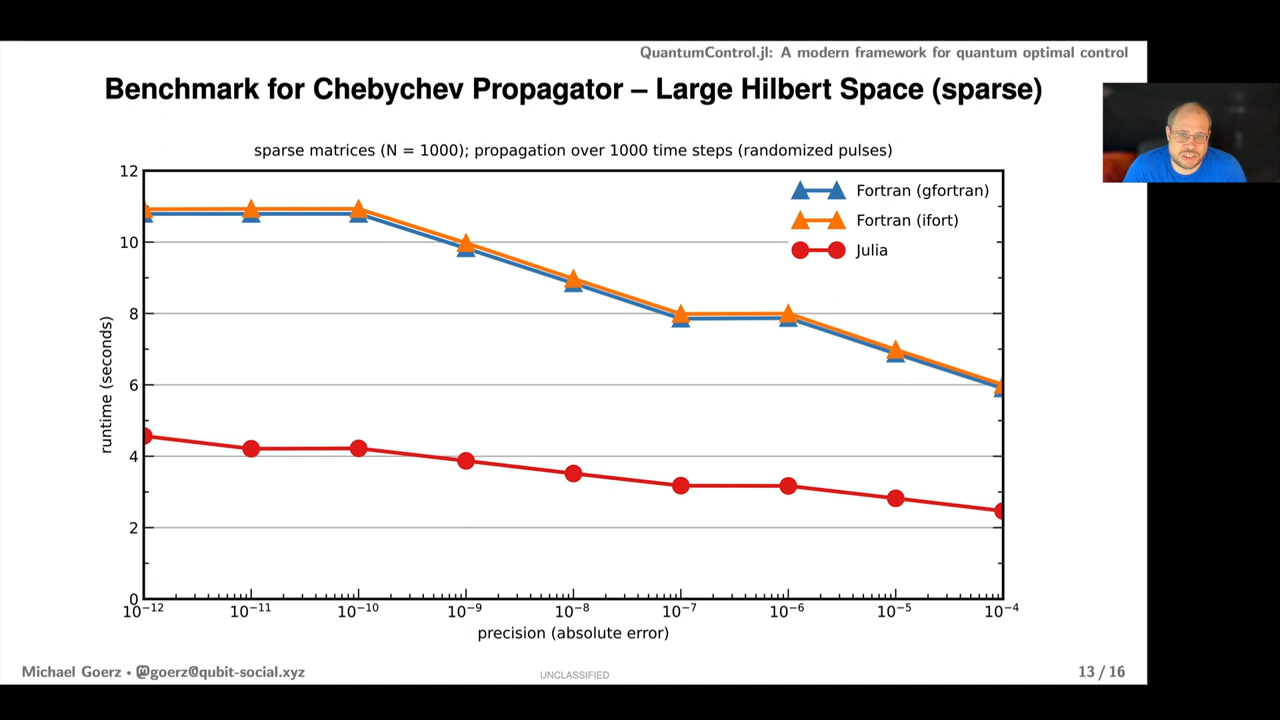 QuantumControl.jl: A modern framework for quantum optimal control
Benchmark for Chebychev Propagator – Large Hilbert Space (sparse)
sparse matrices (N = 1000); propagation over 1000 time steps (randomized pulses)
Fortran (gfortran)
Fortran (ifort)
Julia
runtime (seconds)
12
10
8
6
4
2
0
10⁻¹² 10⁻¹¹ 10⁻¹⁰ 10⁻⁹ 10⁻⁸ 10⁻⁷ 10⁻⁶ 10⁻⁵ 10⁻⁴
precision (absolute error)
Michael Goerz • @goerz@qubit-social.xyz
UNCLASSIFIED
13 / 16